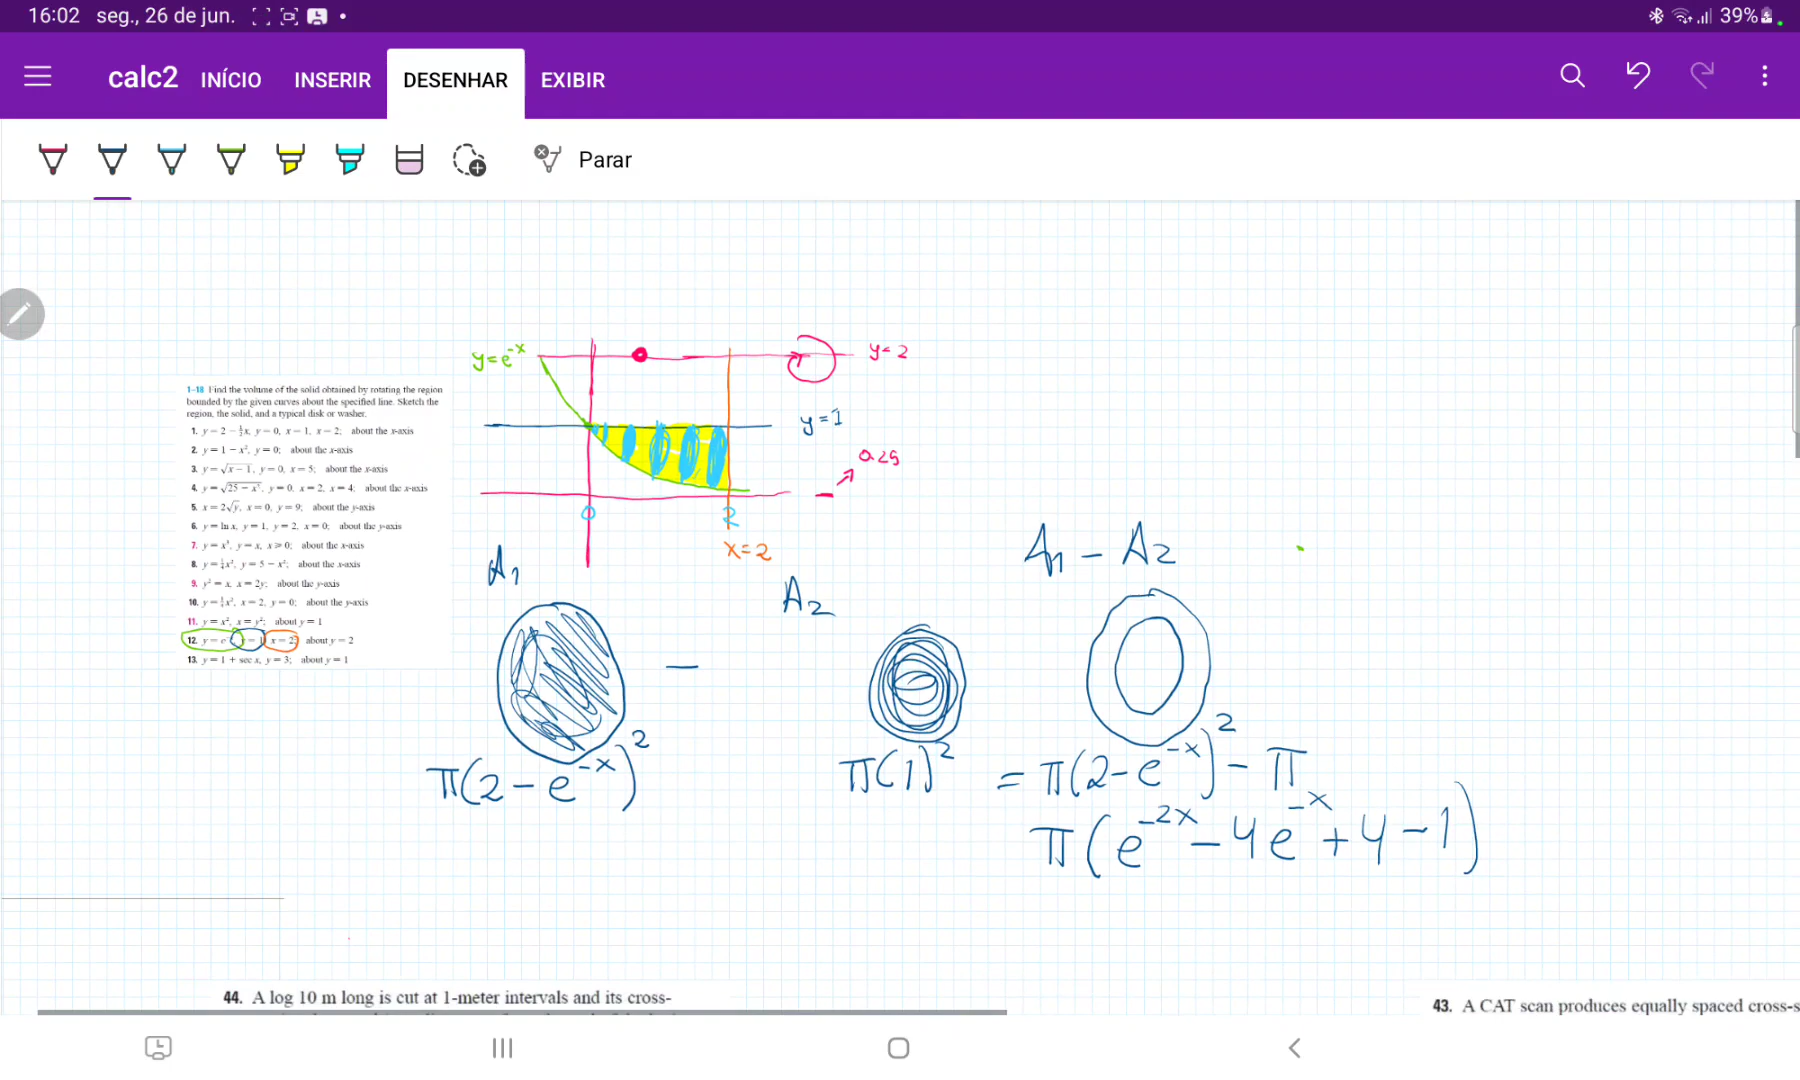 16:02 seg., 26 de jun.
39%
calc2 INÍCIO INSERIR DESENHAR EXIBIR
Parar
y=e^-x
y=2
y=1
0.25
0
2
x=2
1–18 Find the volume of the solid obtained by rotating the region
bounded by the given curves about the specified line. Sketch the
region, the solid, and a typical disk or washer.
1. y = 2 − ½x, y = 0, x = 1, x = 2; about the x-axis
2. y = 1 − x², y = 0; about the x-axis
3. y = √(x − 1), y = 0, x = 5; about the x-axis
4. y = √(25 − x²), y = 0, x = 2, x = 4; about the x-axis
5. x = 2√y, x = 0, y = 9; about the y-axis
6. y = ln x, y = 1, y = 2, x = 0; about the y-axis
7. y = x³, y = x, x ≥ 0; about the x-axis
8. y = ¼x², y = 5 − x²; about the x-axis
9. y² = x, x = 2y; about the y-axis
10. y = ¼x², x = 2, y = 0; about the y-axis
11. y = x², x = y²; about y = 1
12. y = e y = 1 x = 2; about y = 2
13. y = 1 + sec x, y = 3; about y = 1
A1
A2
A1 − A2
−
π(2−e^-x)²
π(1)²
= π(2−e^-x)² − π
π(e^-2x − 4e^-x + 4 − 1)
44. A log 10 m long is cut at 1-meter intervals and its cross-
43. A CAT scan produces equally spaced cross-s